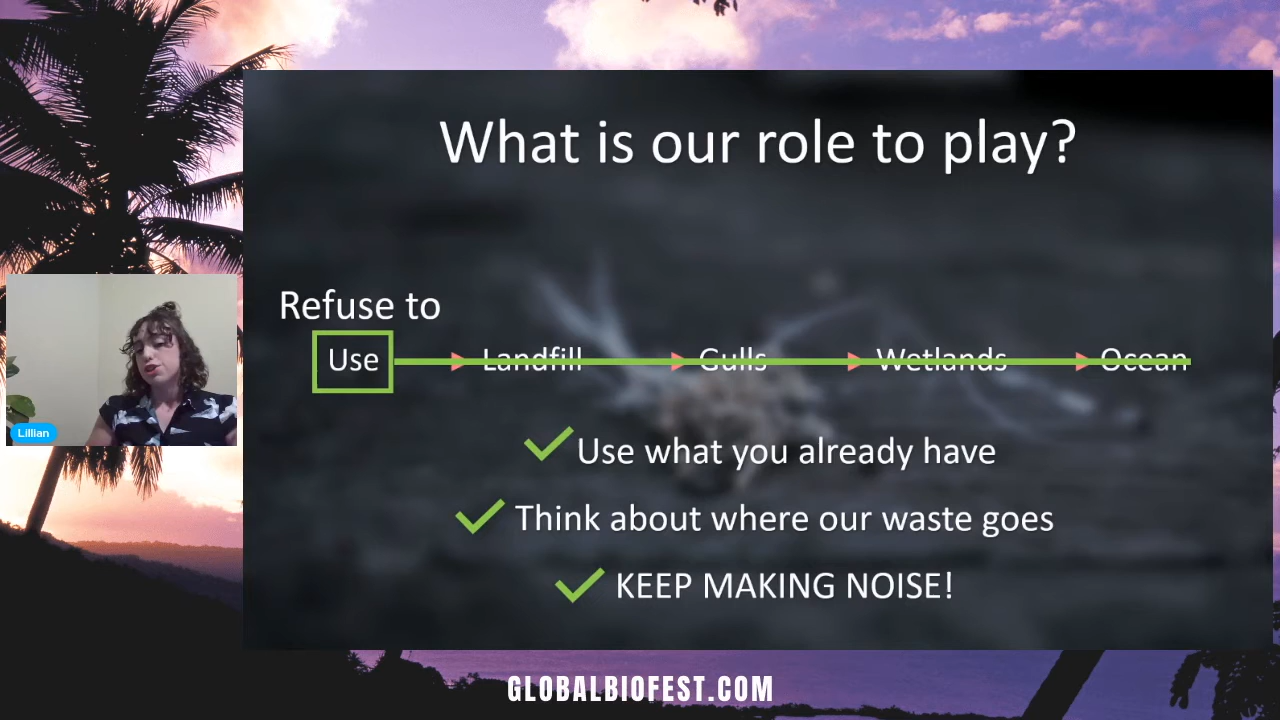 What is our role to play?
Refuse to
Use Landfill Gulls Wetlands Ocean
Use what you already have
Think about where our waste goes
KEEP MAKING NOISE!
Lillian
GLOBALBIOFEST.COM